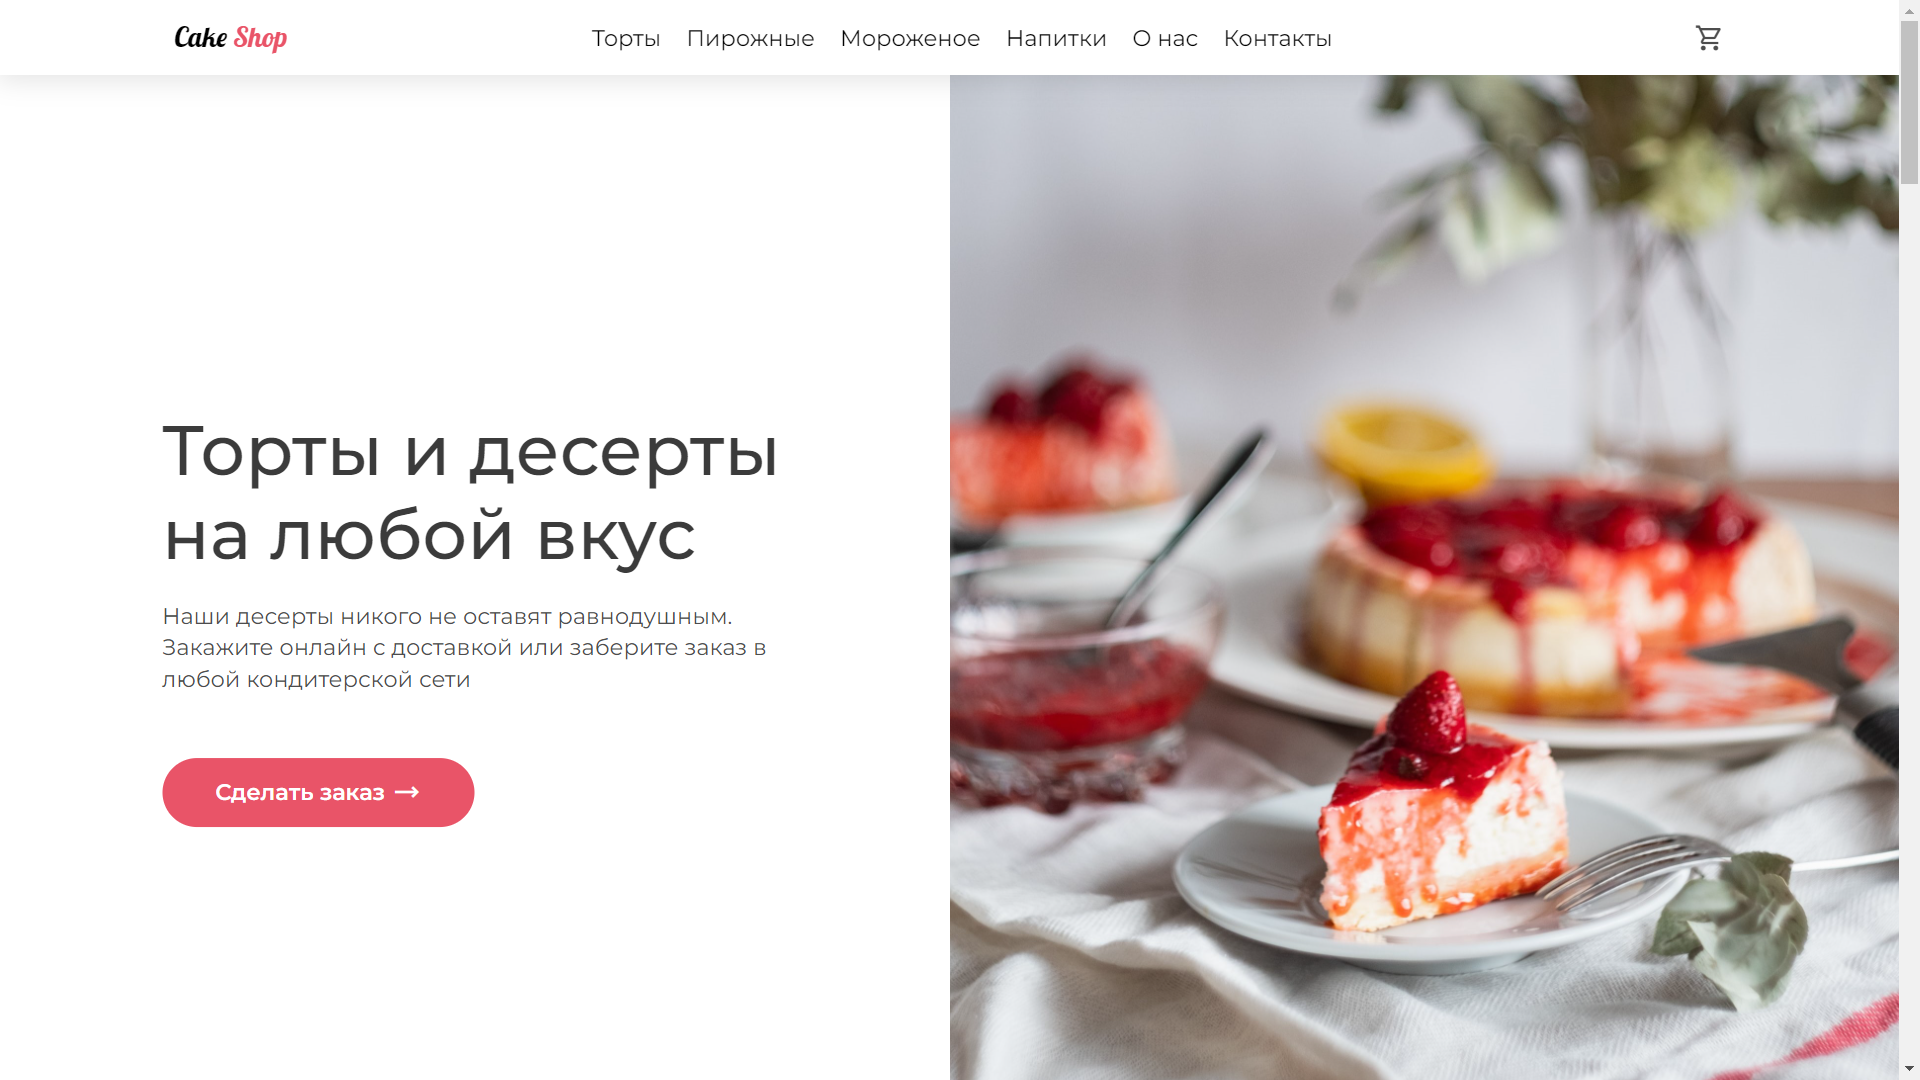 Cake Shop
Торты Пирожные Мороженое Напитки О нас Контакты
Торты и десерты
на любой вкус
Наши десерты никого не оставят равнодушным.
Закажите онлайн с доставкой или заберите заказ в
любой кондитерской сети
Сделать заказ →